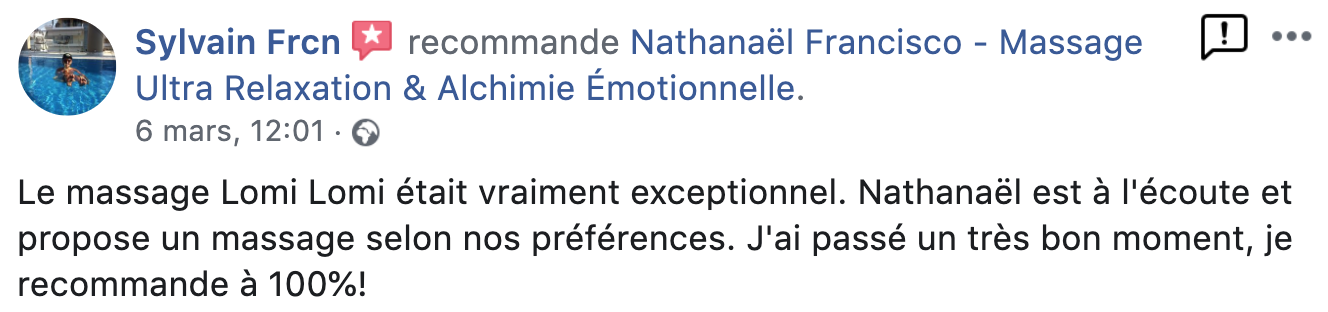 Sylvain Frcn recommande Nathanaël Francisco - Massage
Ultra Relaxation & Alchimie Émotionnelle.
6 mars, 12:01 ·
Le massage Lomi Lomi était vraiment exceptionnel. Nathanaël est à l'écoute et
propose un massage selon nos préférences. J'ai passé un très bon moment, je
recommande à 100%!